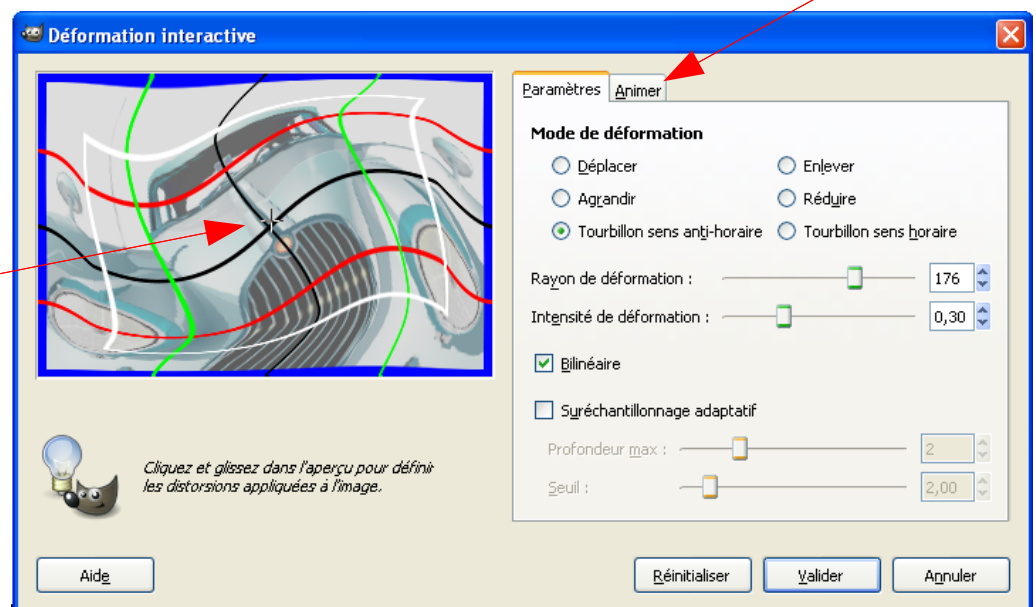 Déformation interactive
Paramètres Animer
Mode de déformation
Déplacer Enlever
Agrandir Réduire
Tourbillon sens anti-horaire Tourbillon sens horaire
Rayon de déformation : 176
Intensité de déformation : 0,30
Bilinéaire
Suréchantillonnage adaptatif
Profondeur max : 2
Seuil : 2,00
Cliquez et glissez dans l'aperçu pour définir
les distorsions appliquées à l'image.
Aide Réinitialiser Valider Annuler